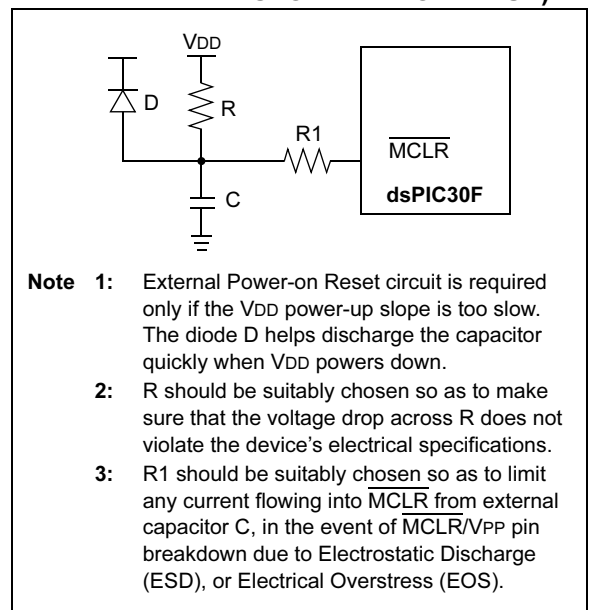 VDD
D
R
R1
MCLR
dsPIC30F
C
Note 1: External Power-on Reset circuit is required
only if the VDD power-up slope is too slow.
The diode D helps discharge the capacitor
quickly when VDD powers down.
2: R should be suitably chosen so as to make
sure that the voltage drop across R does not
violate the device's electrical specifications.
3: R1 should be suitably chosen so as to limit
any current flowing into MCLR from external
capacitor C, in the event of MCLR/VPP pin
breakdown due to Electrostatic Discharge
(ESD), or Electrical Overstress (EOS).